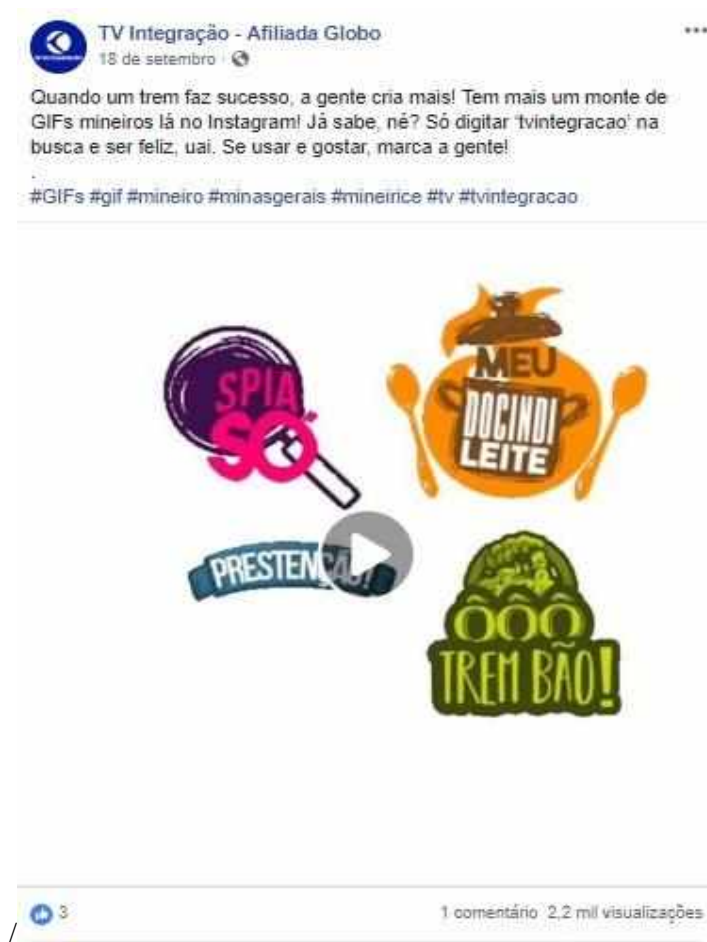 TV Integração - Afiliada Globo
18 de setembro ·
Quando um trem faz sucesso, a gente cria mais! Tem mais um monte de
GIFs mineiros lá no Instagram! Já sabe, né? Só digitar 'tvintegracao' na
busca e ser feliz, uai. Se usar e gostar, marca a gente!
.
#GIFs #gif #mineiro #minasgerais #mineirice #tv #tvintegracao
SPIA
SÓ
MEU
DOCINDI
LEITE
PRESTENÇÃO!
ÔÔÔ
TREM BÃO!
3
1 comentário 2,2 mil visualizações
/